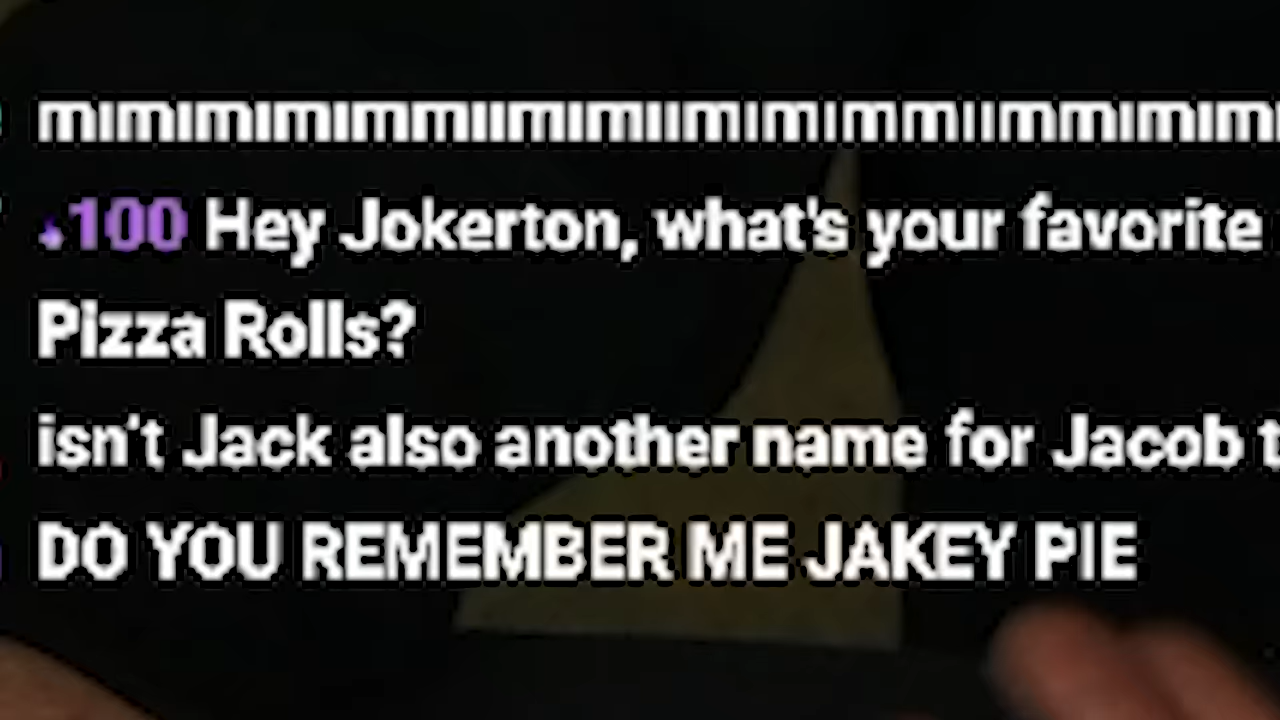 mimimimimmiimimiimimimmiimmimim
100 Hey Jokerton, what's your favorite
Pizza Rolls?
isn't Jack also another name for Jacob t
DO YOU REMEMBER ME JAKEY PIE